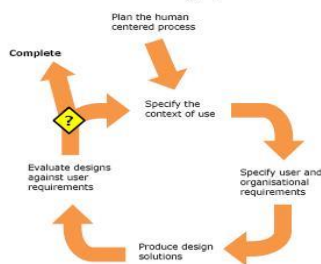 Plan the human
centered process
Complete
?
Specify the
context of use
Evaluate designs
against user
requirements
Specify user and
organisational
requirements
Produce design
solutions